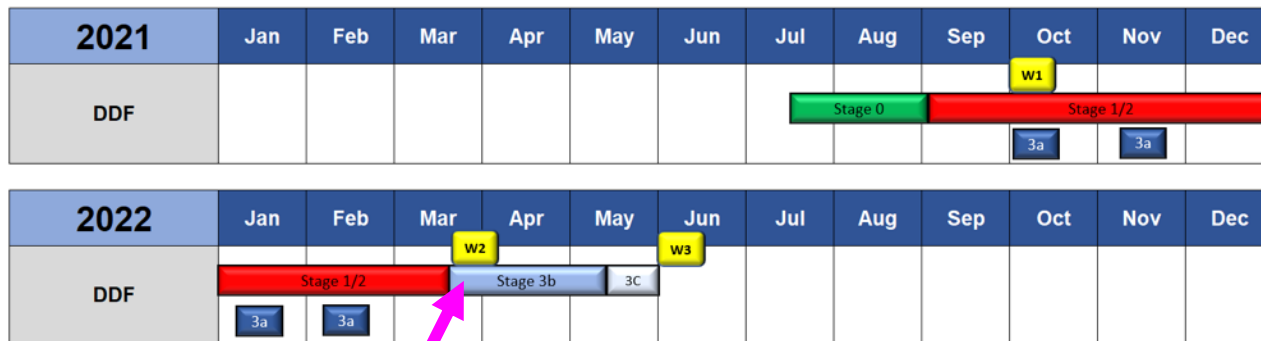 2021 Jan Feb Mar Apr May Jun Jul Aug Sep Oct Nov Dec
W1
DDF Stage 0 Stage 1/2
3a 3a
2022 Jan Feb Mar Apr May Jun Jul Aug Sep Oct Nov Dec
W2 W3
DDF Stage 1/2 Stage 3b 3C
3a 3a